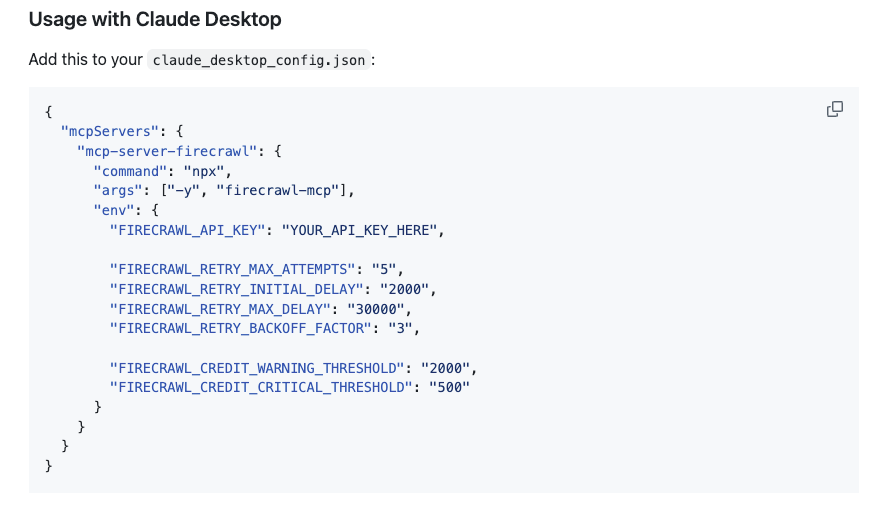 Usage with Claude Desktop
Add this to your claude_desktop_config.json:
{
  "mcpServers": {
    "mcp-server-firecrawl": {
      "command": "npx",
      "args": ["-y", "firecrawl-mcp"],
      "env": {
        "FIRECRAWL_API_KEY": "YOUR_API_KEY_HERE",

        "FIRECRAWL_RETRY_MAX_ATTEMPTS": "5",
        "FIRECRAWL_RETRY_INITIAL_DELAY": "2000",
        "FIRECRAWL_RETRY_MAX_DELAY": "30000",
        "FIRECRAWL_RETRY_BACKOFF_FACTOR": "3",

        "FIRECRAWL_CREDIT_WARNING_THRESHOLD": "2000",
        "FIRECRAWL_CREDIT_CRITICAL_THRESHOLD": "500"
      }
    }
  }
}